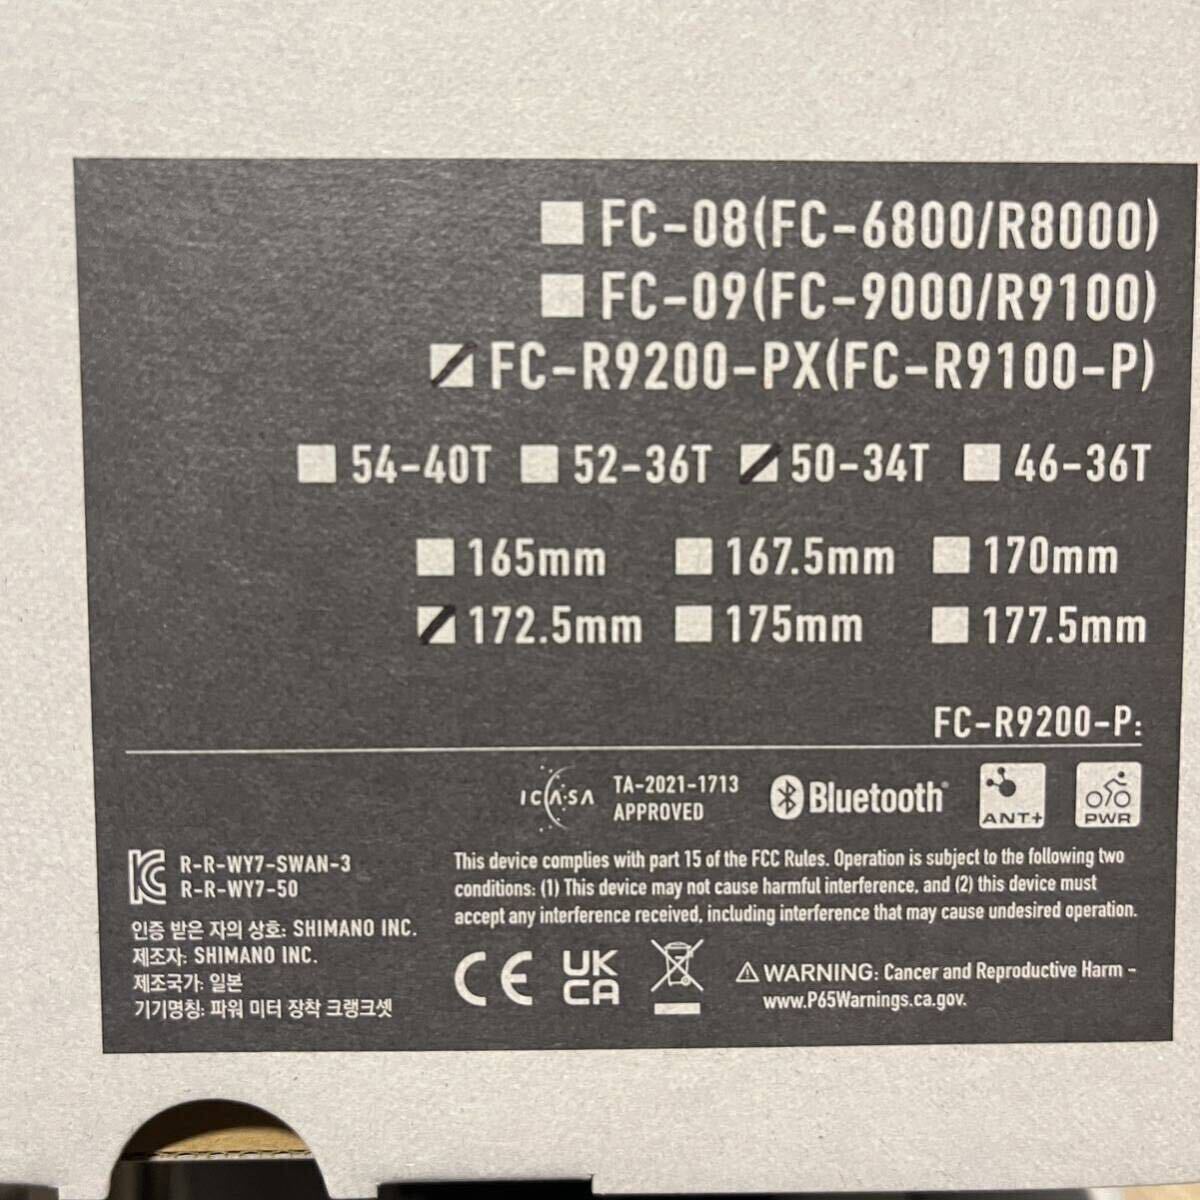 FC-08(FC-6800/R8000)
FC-09(FC-9000/R9100)
FC-R9200-PX(FC-R9100-P)
54-40T 52-36T 50-34T 46-36T
165mm 167.5mm 170mm
172.5mm 175mm 177.5mm
FC-R9200-P:
ICASA TA-2021-1713 APPROVED Bluetooth ANT+ PWR
R-R-WY7-SWAN-3
R-R-WY7-50
인증 받은 자의 상호: SHIMANO INC.
제조자: SHIMANO INC.
제조국가: 일본
기기명칭: 파워 미터 장착 크랭크셋
This device complies with part 15 of the FCC Rules. Operation is subject to the following two
conditions: (1) This device may not cause harmful interference, and (2) this device must
accept any interference received, including interference that may cause undesired operation.
CE UK CA
WARNING: Cancer and Reproductive Harm -
www.P65Warnings.ca.gov.